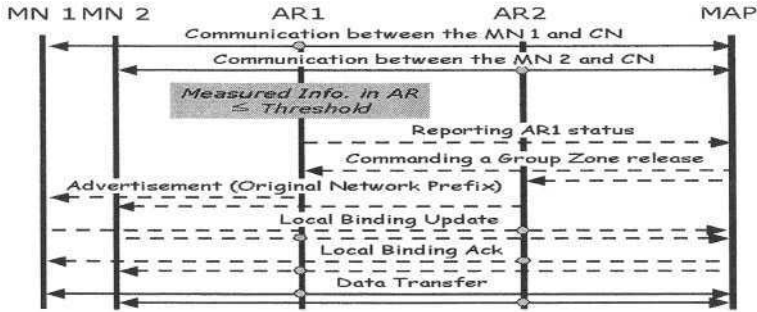 MN 1 MN 2 AR1 AR2 MAP
Communication between the MN 1 and CN
Communication between the MN 2 and CN
Measured Info. in AR
≤ Threshold
Reporting AR1 status
Commanding a Group Zone release
Advertisement (Original Network Prefix)
Local Binding Update
Local Binding Ack
Data Transfer